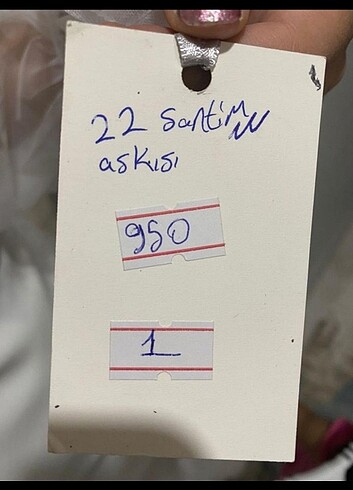 22 santim
askısı
950
1